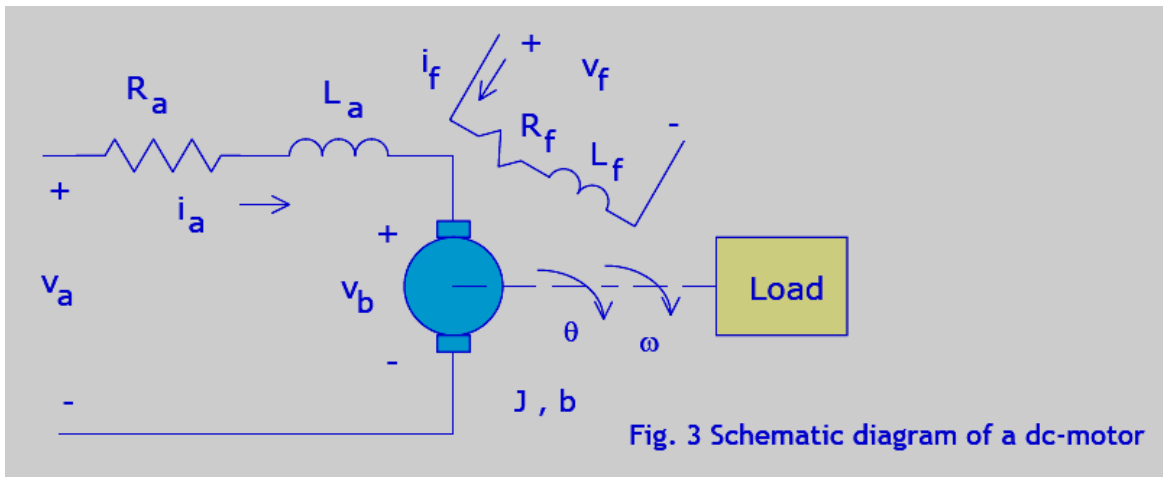 i_f
+
v_f
R_a
L_a
R_f
-
L_f
+
i_a
+
v_a
v_b
Load
θ
ω
-
-
J , b
Fig. 3 Schematic diagram of a dc-motor